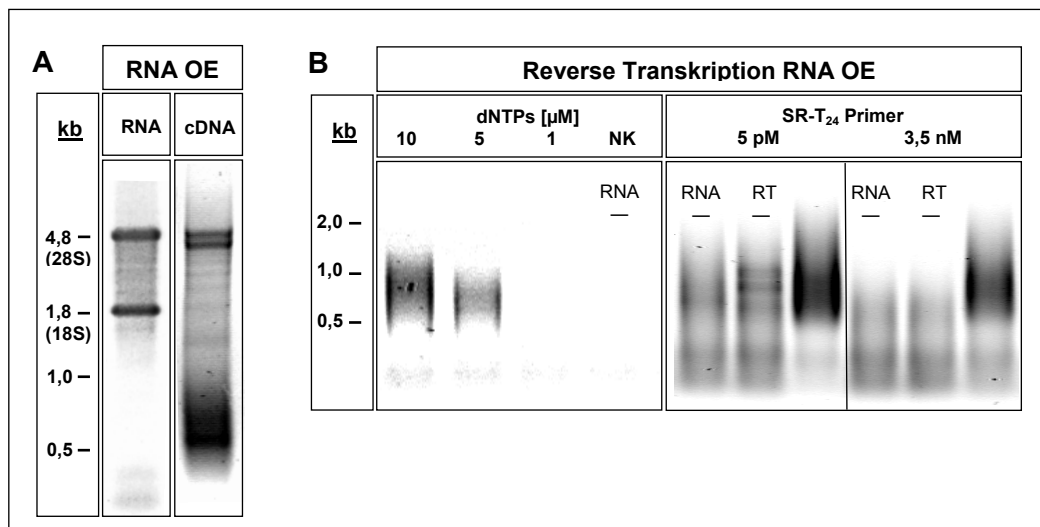 A
RNA OE
kb
RNA
cDNA
4,8
(28S)
1,8
(18S)
1,0
0,5
B
Reverse Transkription RNA OE
kb
dNTPs [µM]
10 5 1 NK
SR-T₂₄ Primer
5 pM 3,5 nM
RNA
RNA RT
RNA RT
2,0
1,0
0,5